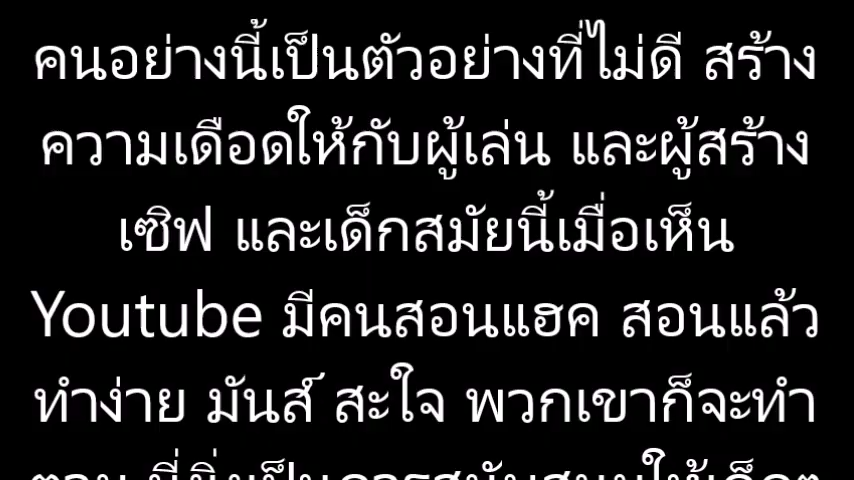 คนอย่างนี้เป็นตัวอย่างที่ไม่ดี สร้าง
ความเดือดให้กับผู้เล่น และผู้สร้าง
เซิฟ และเด็กสมัยนี้เมื่อเห็น
Youtube มีคนสอนแฮค สอนแล้ว
ทำง่าย มันส์ สะใจ พวกเขาก็จะทำ